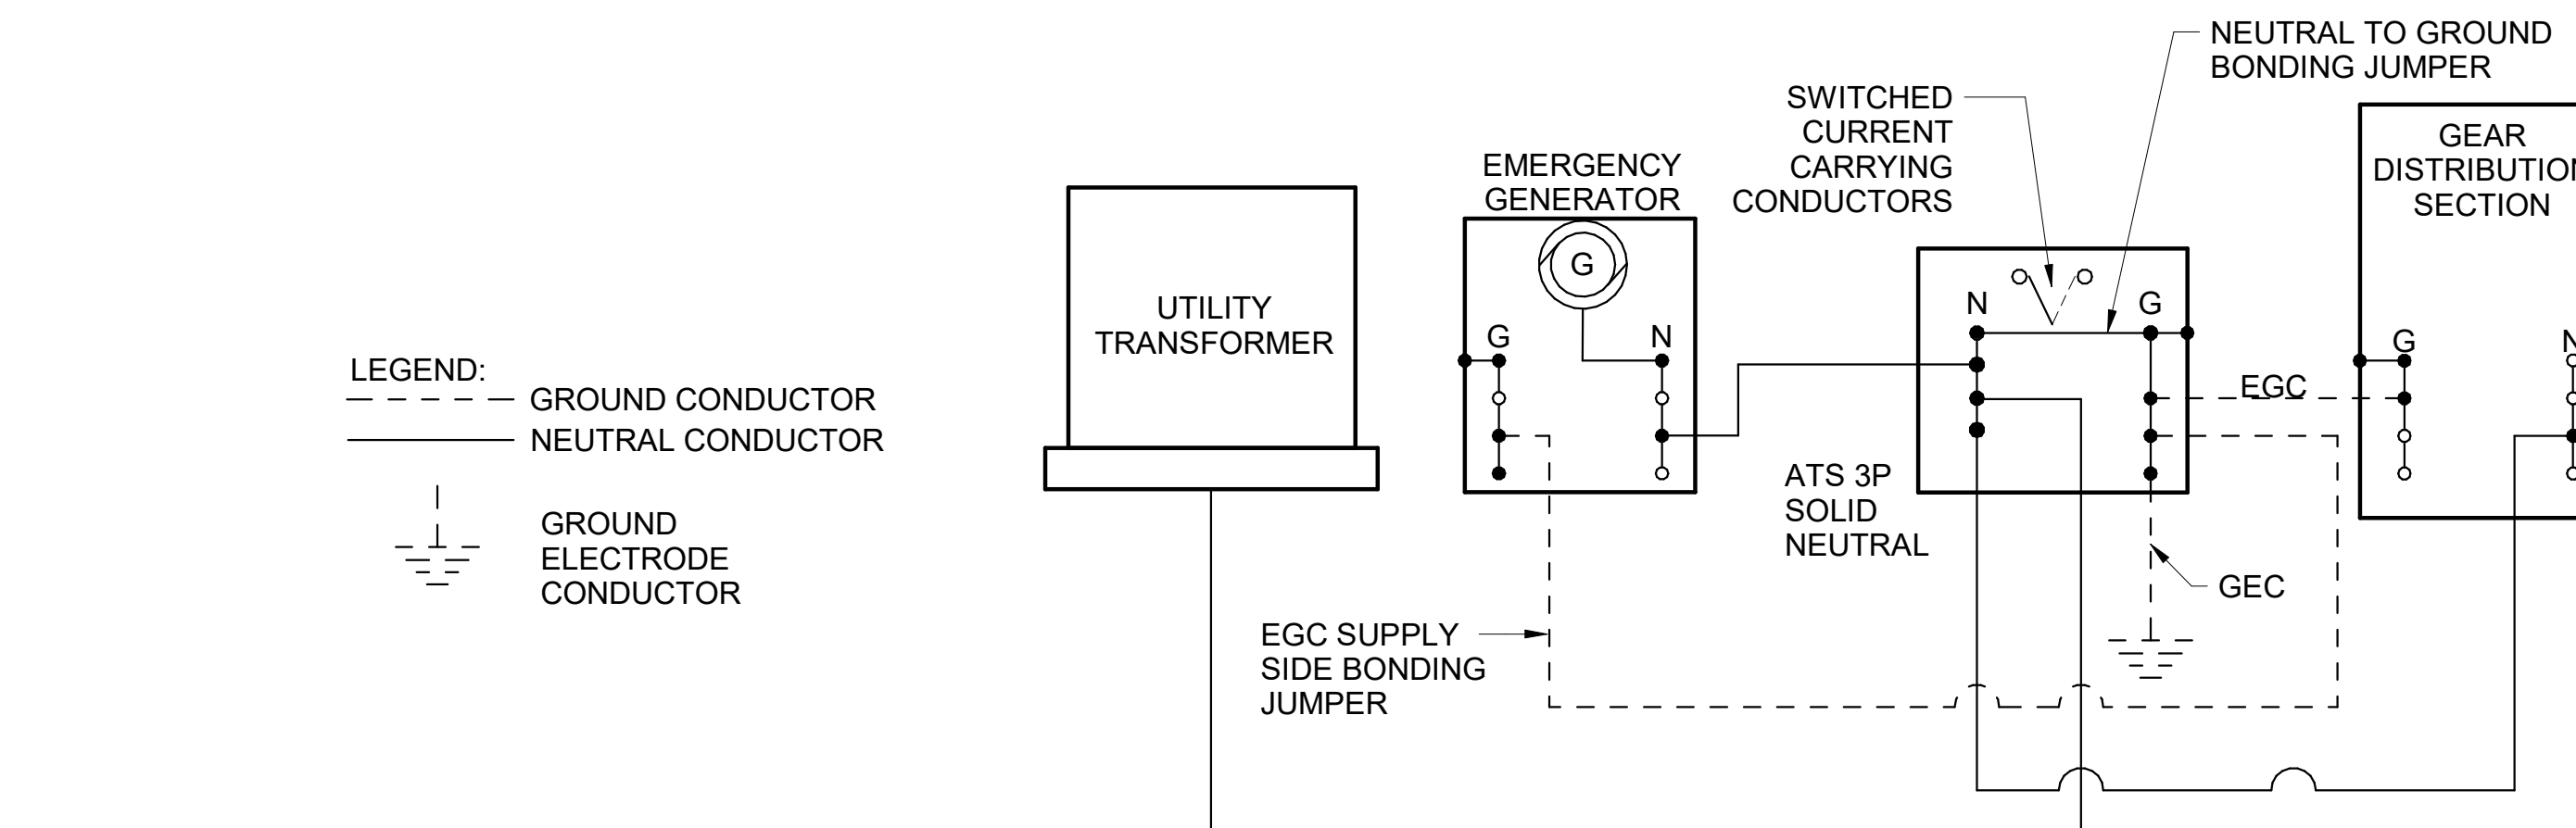 NEUTRAL TO GROUND
BONDING JUMPER
SWITCHED
CURRENT
CARRYING
CONDUCTORS
GEAR
DISTRIBUTION
SECTION
EMERGENCY
GENERATOR
G
UTILITY
TRANSFORMER
N
G
G
N
G
N
LEGEND:
GROUND CONDUCTOR
NEUTRAL CONDUCTOR
EGC
GROUND
ELECTRODE
CONDUCTOR
ATS 3P
SOLID
NEUTRAL
GEC
EGC SUPPLY
SIDE BONDING
JUMPER